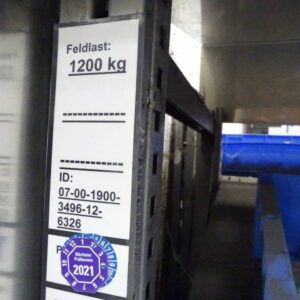 Feldlast:
1200 kg
ID:
07-00-1900-
3496-12-
6326
P
Nächster
Prüftermin
2021